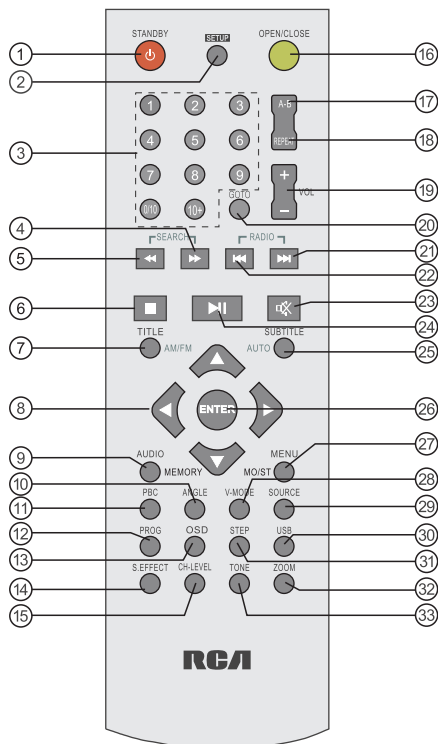 STANDBY SETUP OPEN/CLOSE
1 16
2
1 2 3 A-B 17
3 4 5 6 REPEAT 18
7 8 9 + VOL 19
0/10 10+ GOTO − 20
4 SEARCH RADIO 21
5 22
6 23
24
TITLE SUBTITLE
7 AM/FM AUTO 25
8 ENTER 26
AUDIO MENU 27
9 MEMORY MO/ST
10 28
11 PBC ANGLE V-MODE SOURCE 29
12 PROG OSD STEP USB 30
13 31
14 S.EFFECT CH-LEVEL TONE ZOOM 32
15 33
RCA